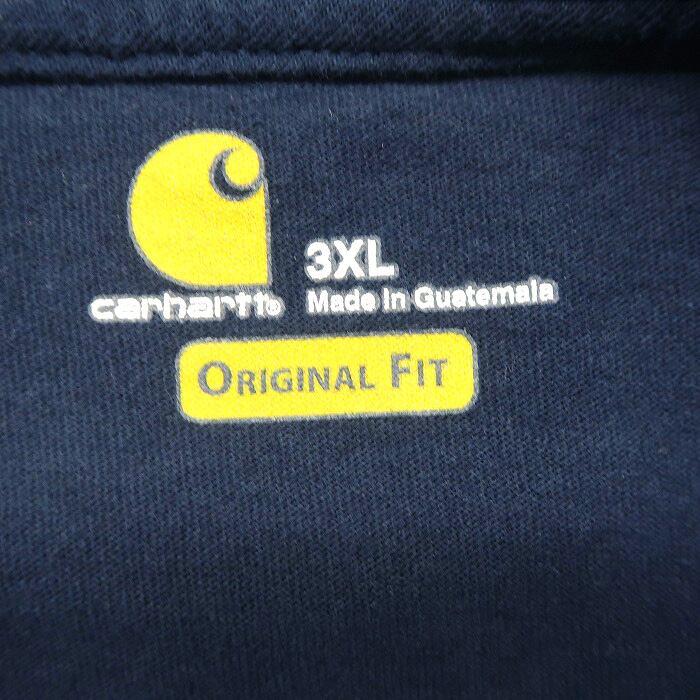 3XL
carhartt®
Made in Guatemala
ORIGINAL FIT